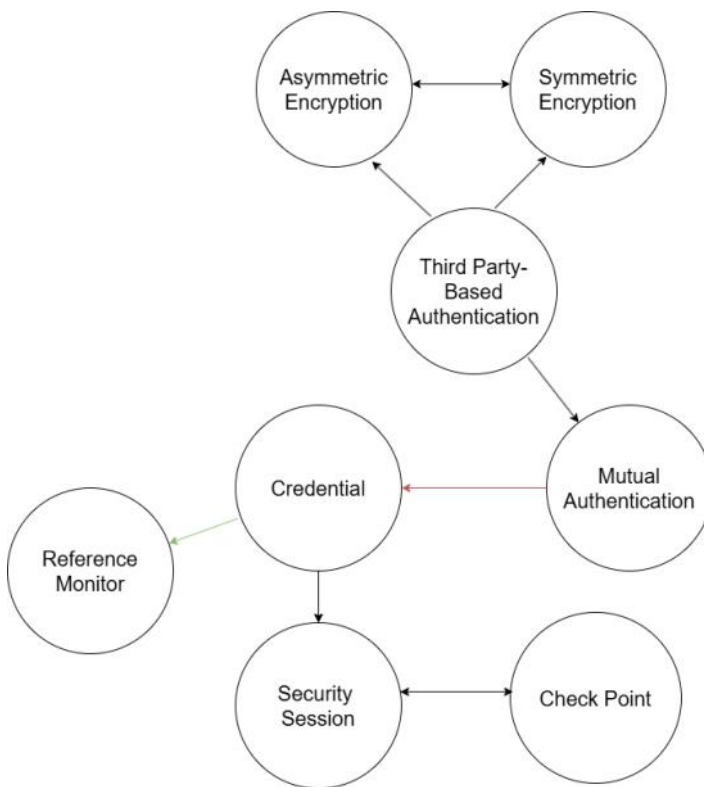 Asymmetric
Encryption
Symmetric
Encryption
Third Party-
Based
Authentication
Credential
Mutual
Authentication
Reference
Monitor
Security
Session
Check Point